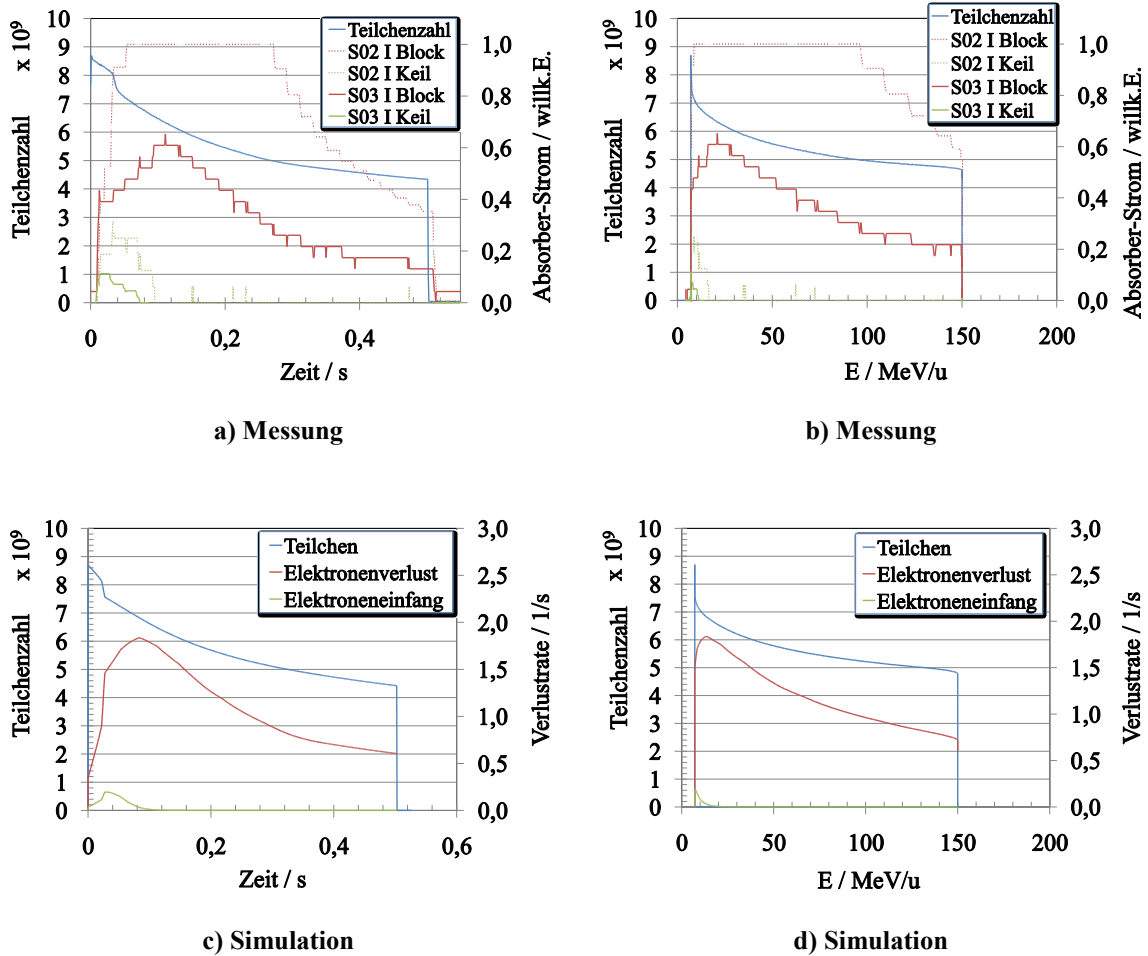 x 10⁹
Teilchenzahl
10
9
8
7
6
5
4
3
2
1
0
Teilchenzahl
S02 I Block
S02 I Keil
S03 I Block
S03 I Keil
1,0
0,8
0,6
0,4
0,2
0,0
Absorber-Strom / willk.E.
0
0,2
0,4
Zeit / s
a) Messung
x 10⁹
Teilchenzahl
10
9
8
7
6
5
4
3
2
1
0
Teilchenzahl
S02 I Block
S02 I Keil
S03 I Block
S03 I Keil
1,0
0,8
0,6
0,4
0,2
0,0
Absorber-Strom / willk.E.
0
50
100
150
200
E / MeV/u
b) Messung
x 10⁹
Teilchenzahl
10
9
8
7
6
5
4
3
2
1
0
Teilchen
Elektronenverlust
Elektroneneinfang
3,0
2,5
2,0
1,5
1,0
0,5
0,0
Verlustrate / 1/s
0
0,2
0,4
0,6
Zeit / s
c) Simulation
x 10⁹
Teilchenzahl
10
9
8
7
6
5
4
3
2
1
0
Teilchen
Elektronenverlust
Elektroneneinfang
3,0
2,5
2,0
1,5
1,0
0,5
0,0
Verlustrate / 1/s
0
50
100
150
200
E / MeV/u
d) Simulation